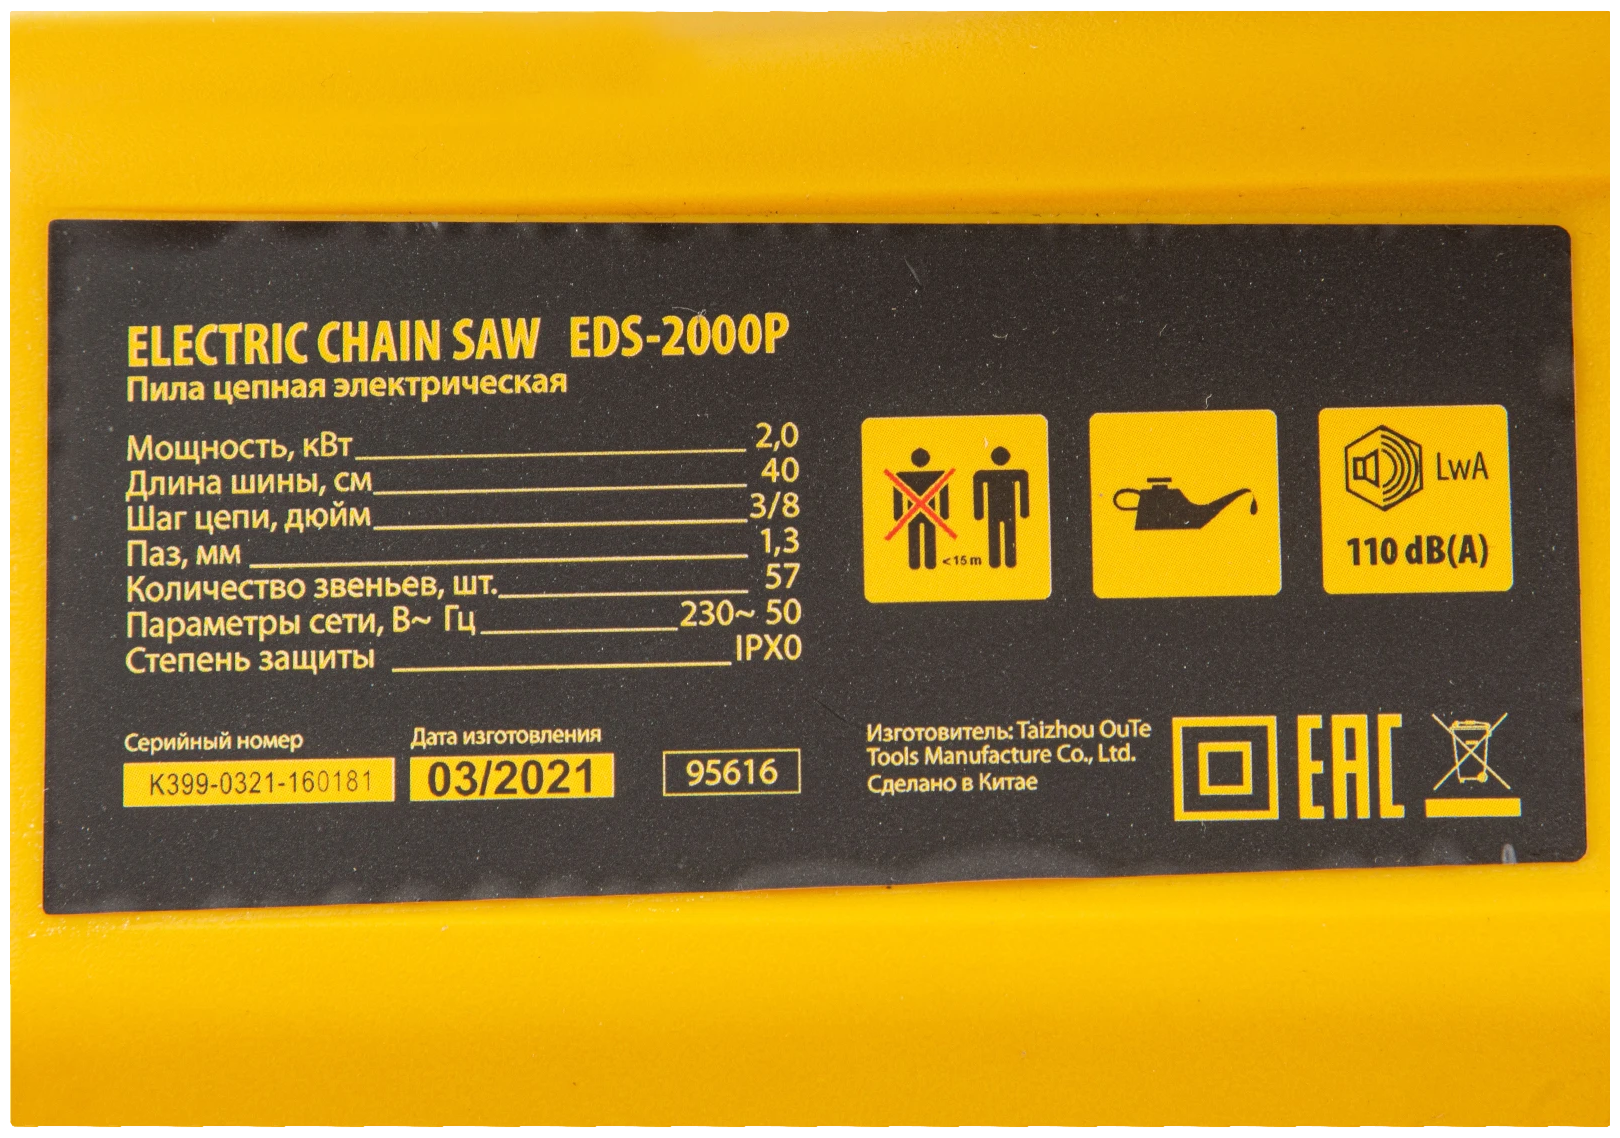 ELECTRIC CHAIN SAW EDS-2000P
Пила цепная электрическая
Мощность, кВт 2,0
Длина шины, см 40
Шаг цепи, дюйм 3/8
Паз, мм 1,3
Количество звеньев, шт. 57
Параметры сети, В~ Гц 230~ 50
Степень защиты IPX0
<15m
LwA
110 dB(A)
Серийный номер
K399-0321-160181
Дата изготовления
03/2021
95616
Изготовитель: Taizhou OuTe
Tools Manufacture Co., Ltd.
Сделано в Китае
EAC